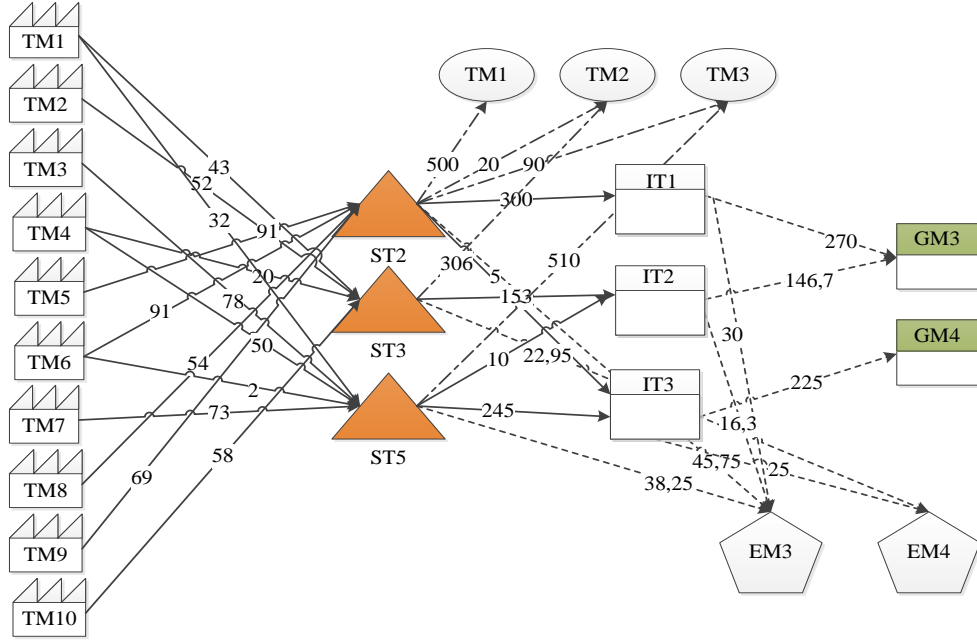 TM1
TM2
TM3
TM4
TM5
TM6
TM7
TM8
TM9
TM10
43
52
32
91
20
91
78
50
54
2
73
69
58
ST2
ST3
ST5
TM1
TM2
TM3
500
20
90
300
306
5
510
153
22,95
10
245
38,25
IT1
IT2
IT3
270
146,7
30
225
16,3
45,75
25
GM3
GM4
EM3
EM4